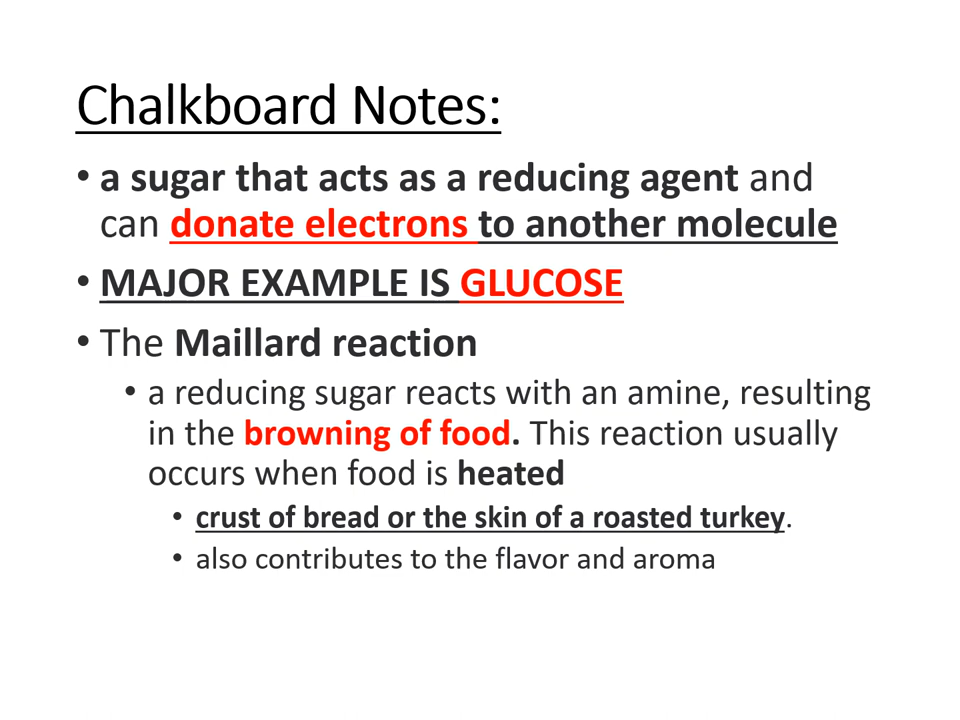 Chalkboard Notes:
• a sugar that acts as a reducing agent and
can donate electrons to another molecule
• MAJOR EXAMPLE IS GLUCOSE
• The Maillard reaction
• a reducing sugar reacts with an amine, resulting
in the browning of food. This reaction usually
occurs when food is heated
• crust of bread or the skin of a roasted turkey.
• also contributes to the flavor and aroma